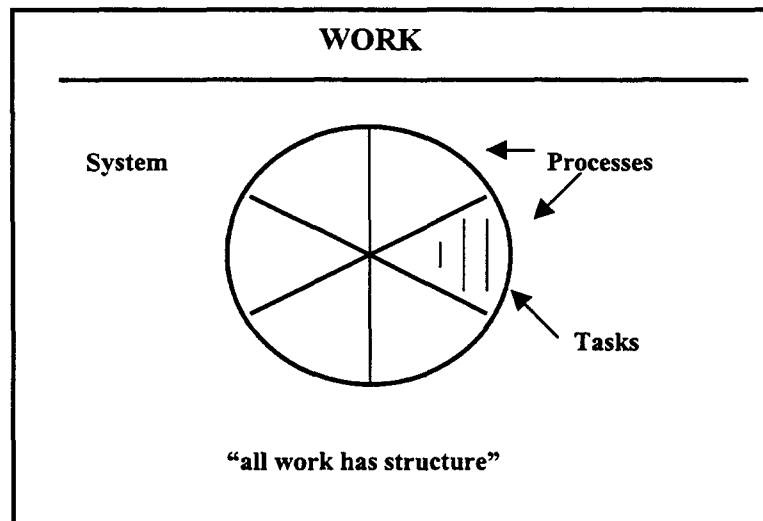 WORK
System
Processes
Tasks
“all work has structure”